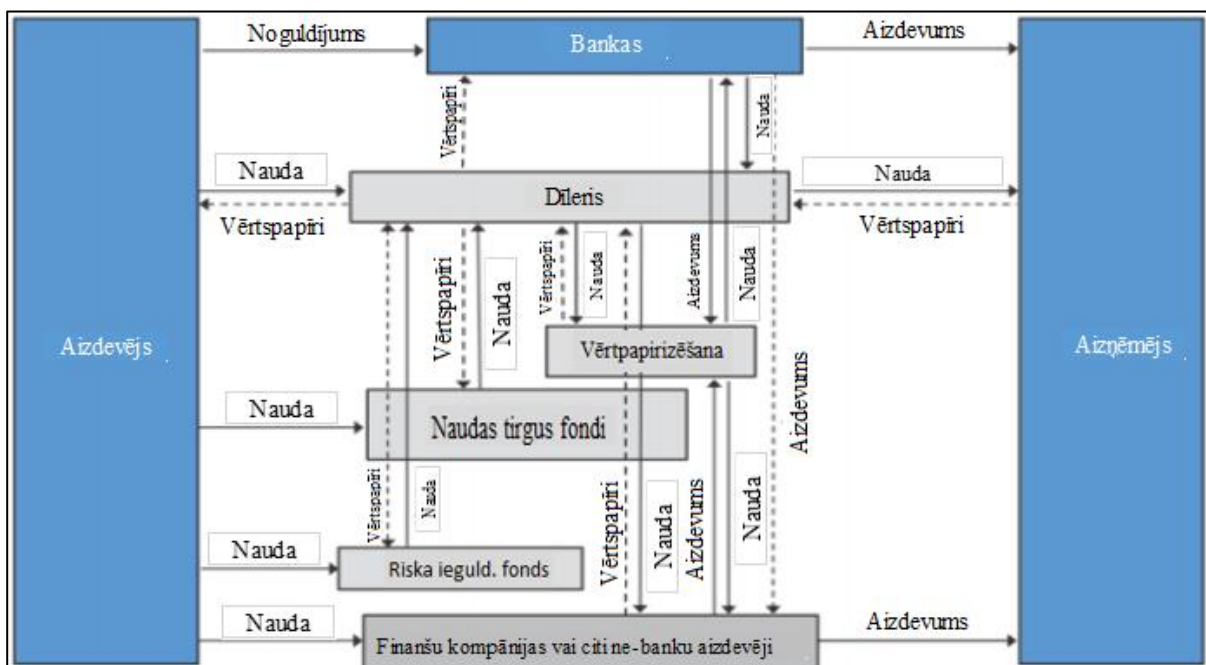 Noguldījums
Bankas
Aizdevums
Vērtspapīri
Nauda
Nauda
Nauda
Dīleris
Vērtspapīri
Vērtspapīri
Vērtspapīri
Nauda
Vērtspapīri
Nauda
Aizdevums
Nauda
Aizdevējs
Vērtpapirizēšana
Aizņēmējs
Nauda
Naudas tirgus fondi
Aizdevums
Vērtspapīri
Nauda
Vērtspapīri
Nauda
Aizdevums
Nauda
Nauda
Riska ieguld. fonds
Nauda
Finanšu kompānijas vai citi ne-banku aizdevēji
Aizdevums